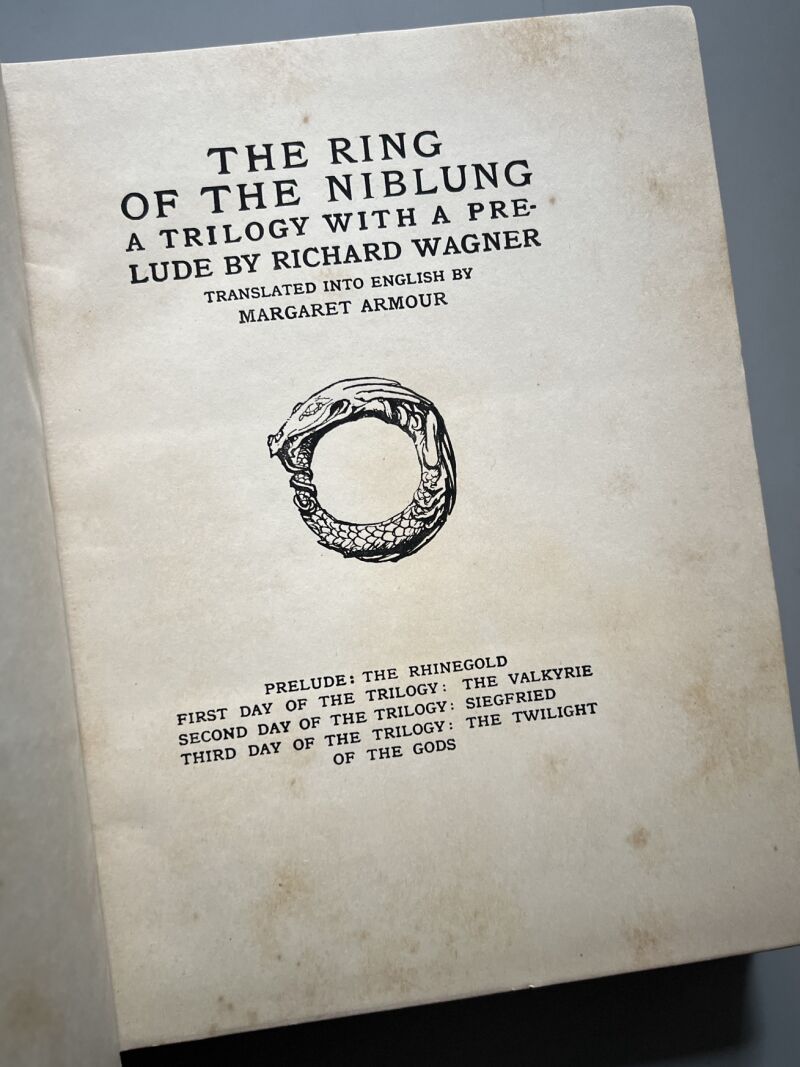 THE RING
OF THE NIBLUNG
A TRILOGY WITH A PRE-
LUDE BY RICHARD WAGNER
TRANSLATED INTO ENGLISH BY
MARGARET ARMOUR
PRELUDE: THE RHINEGOLD
FIRST DAY OF THE TRILOGY: THE VALKYRIE
SECOND DAY OF THE TRILOGY: SIEGFRIED
THIRD DAY OF THE TRILOGY: THE TWILIGHT
OF THE GODS